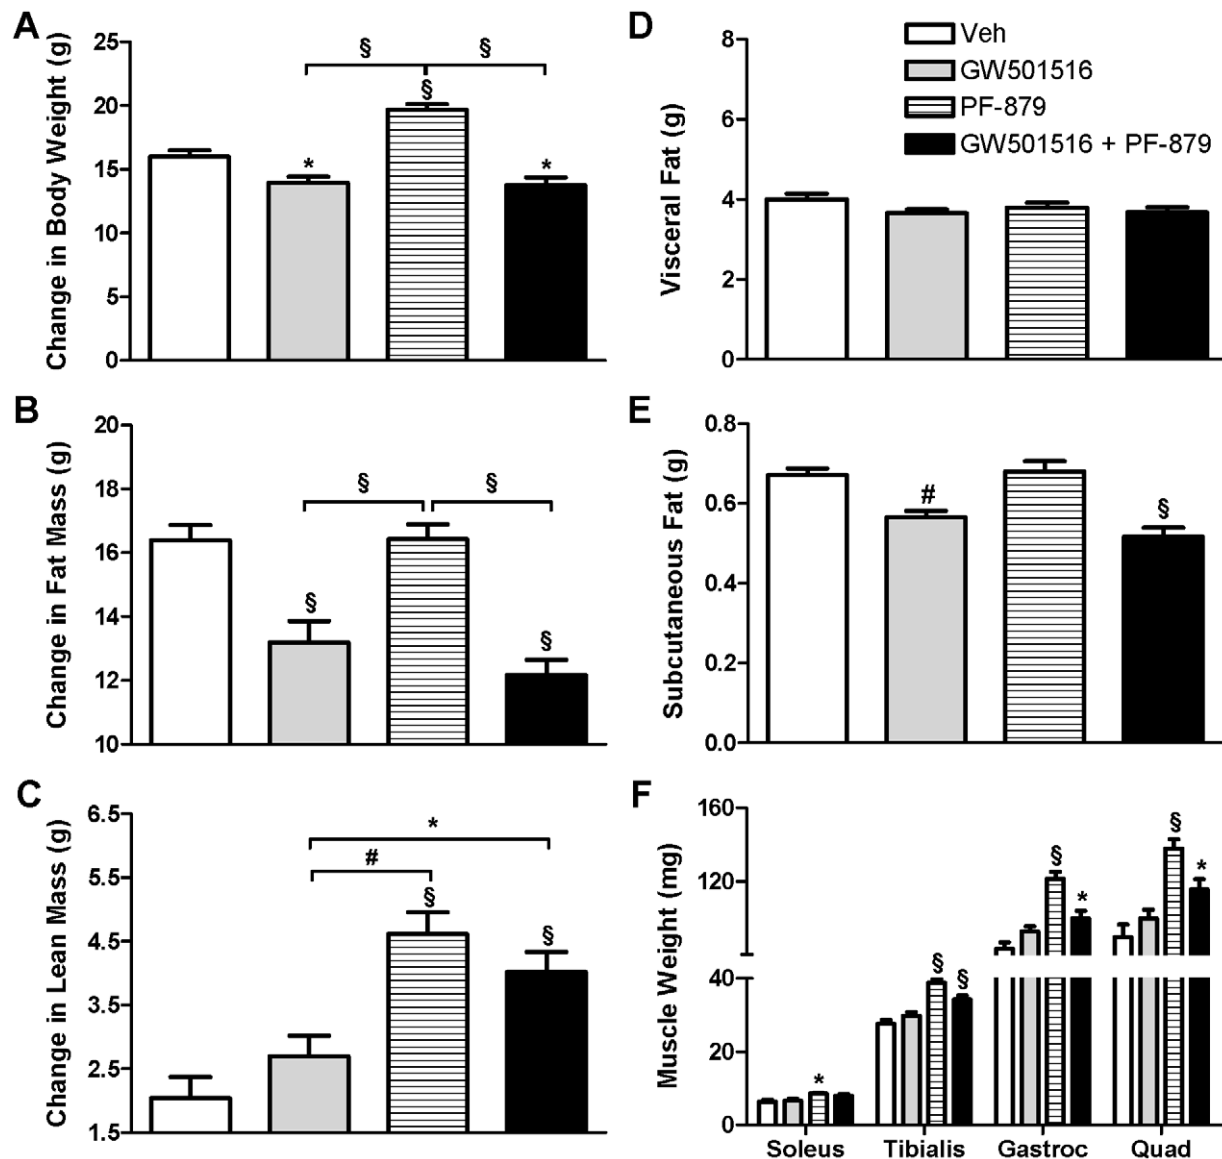 A
Change in Body Weight (g)
25
20
15
10
5
0
§
§
*
§
*
B
Change in Fat Mass (g)
20
18
16
14
12
10
§
§
§
§
C
Change in Lean Mass (g)
6.5
5.5
4.5
3.5
2.5
1.5
*
#
§
§
D
Visceral Fat (g)
8
6
4
2
0
Veh
GW501516
PF-879
GW501516 + PF-879
E
Subcutaneous Fat (g)
0.8
0.6
0.4
0.2
0.0
#
§
F
Muscle Weight (mg)
160
120
40
20
0
*
§
§
§
*
§
*
Soleus
Tibialis
Gastroc
Quad